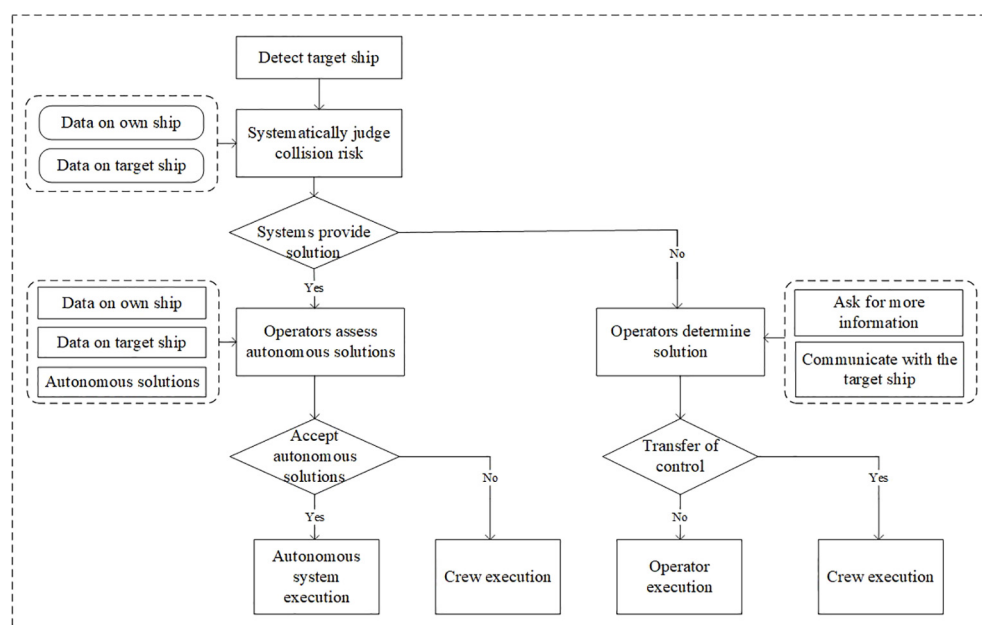 Detect target ship
Data on own ship
Data on target ship
Systematically judge
collision risk
Systems provide
solution
No
Yes
Data on own ship
Data on target ship
Autonomous solutions
Operators assess
autonomous solutions
Operators determine
solution
Ask for more
information
Communicate with the
target ship
Accept
autonomous
solutions
Transfer of
control
No
Yes
Yes
No
Autonomous
system
execution
Crew execution
Operator
execution
Crew execution